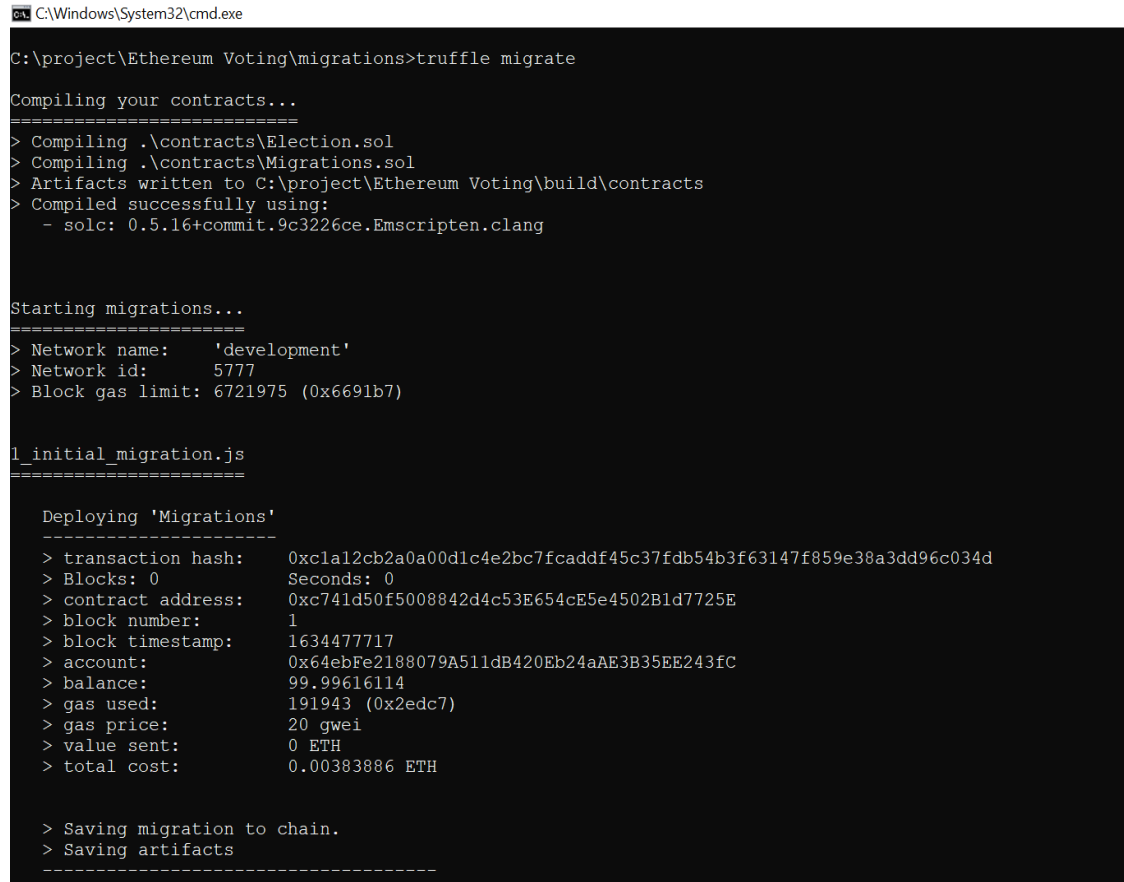 C:\Windows\System32\cmd.exe
C:\project\Ethereum Voting\migrations>truffle migrate
Compiling your contracts...
===========================
> Compiling .\contracts\Election.sol
> Compiling .\contracts\Migrations.sol
> Artifacts written to C:\project\Ethereum Voting\build\contracts
> Compiled successfully using:
   - solc: 0.5.16+commit.9c3226ce.Emscripten.clang
Starting migrations...
======================
> Network name:    'development'
> Network id:      5777
> Block gas limit: 6721975 (0x6691b7)
1_initial_migration.js
======================
   Deploying 'Migrations'
   ----------------------
   > transaction hash:    0xc1a12cb2a0a00d1c4e2bc7fcaddf45c37fdb54b3f63147f859e38a3dd96c034d
   > Blocks: 0            Seconds: 0
   > contract address:    0xc741d50f5008842d4c53E654cE5e4502B1d7725E
   > block number:        1
   > block timestamp:     1634477717
   > account:             0x64ebFe2188079A511dB420Eb24aAE3B35EE243fC
   > balance:             99.99616114
   > gas used:            191943 (0x2edc7)
   > gas price:           20 gwei
   > value sent:          0 ETH
   > total cost:          0.00383886 ETH
   > Saving migration to chain.
   > Saving artifacts
   -------------------------------------